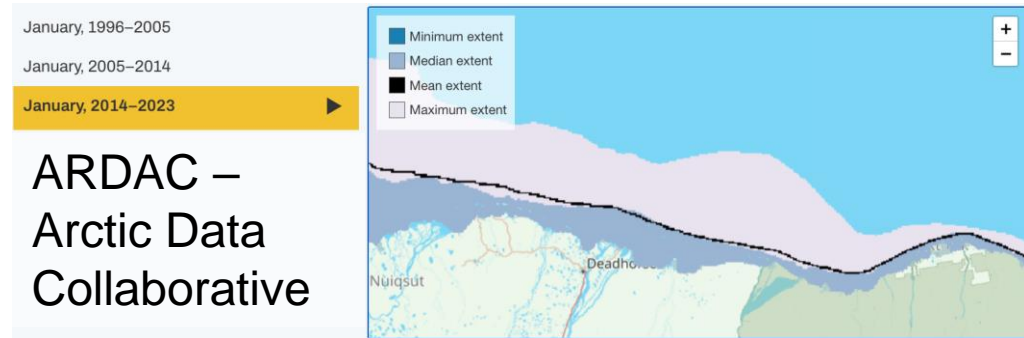 January, 1996–2005
January, 2005–2014
January, 2014–2023
ARDAC –
Arctic Data
Collaborative
Minimum extent
Median extent
Mean extent
Maximum extent
+
−
Nuiqsut